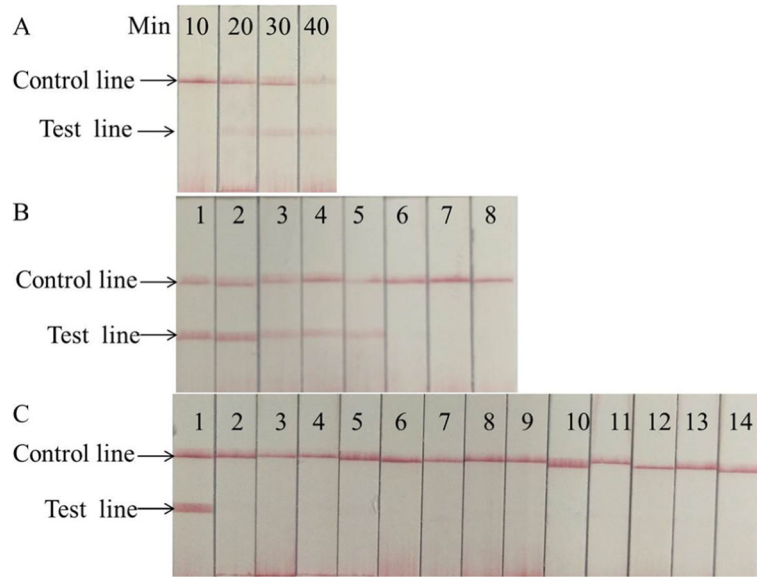 A Min 10 20 30 40
Control line
Test line
B 1 2 3 4 5 6 7 8
Control line
Test line
C 1 2 3 4 5 6 7 8 9 10 11 12 13 14
Control line
Test line